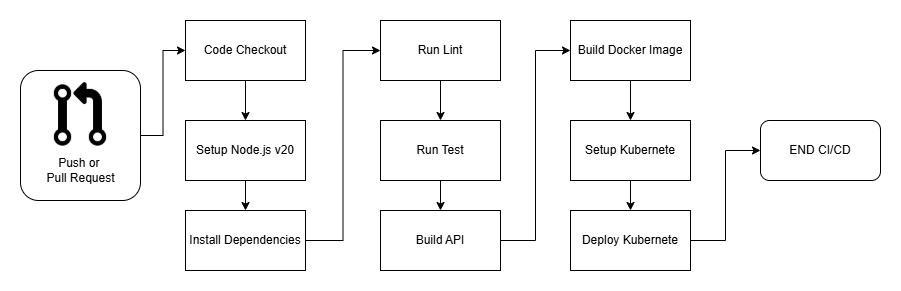 Push or
Pull Request
Code Checkout
Setup Node.js v20
Install Dependencies
Run Lint
Run Test
Build API
Build Docker Image
Setup Kubernete
Deploy Kubernete
END CI/CD